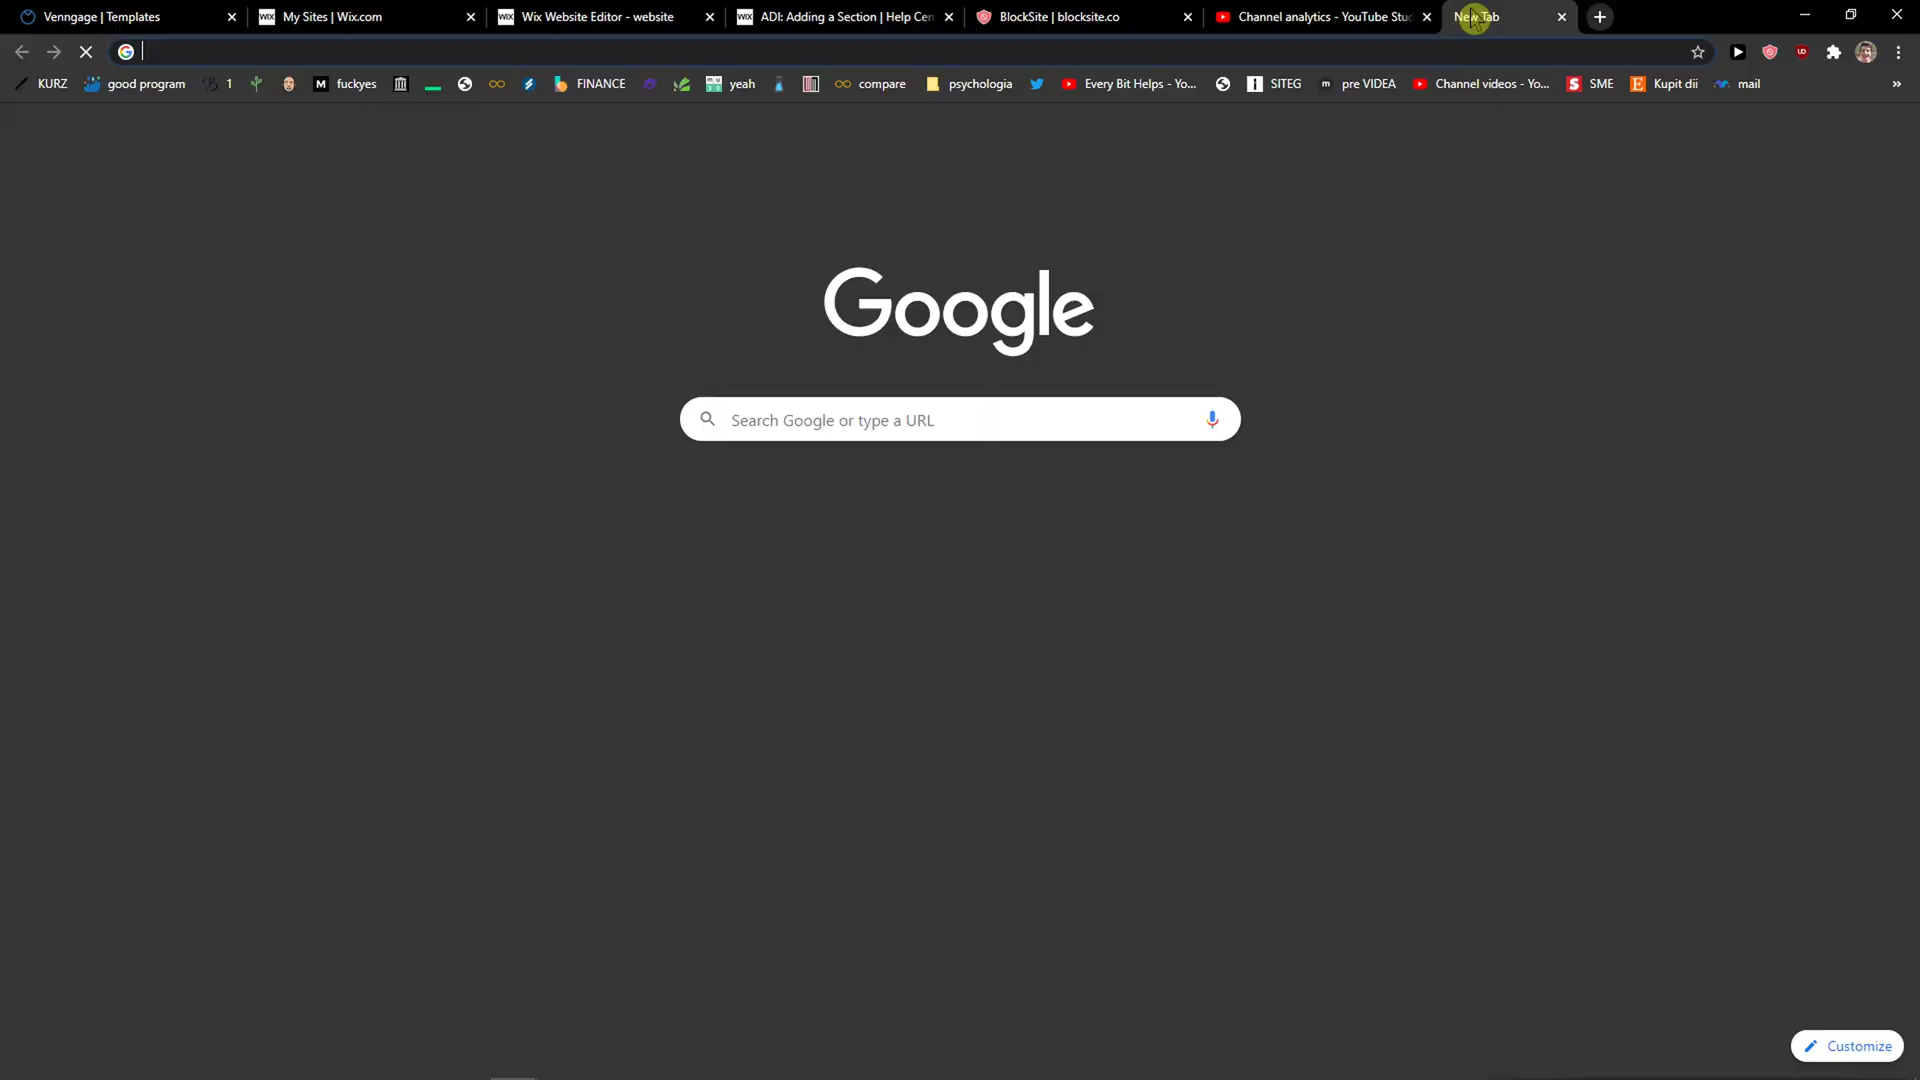 Venngage | Templates
My Sites | Wix.com
Wix Website Editor - website
ADI: Adding a Section | Help Cen
BlockSite | blocksite.co
Channel analytics - YouTube Stud
New Tab
KURZ
good program
1
fuckyes
FINANCE
yeah
compare
psychologia
Every Bit Helps - Yo...
SITEG
pre VIDEA
Channel videos - Yo...
SME
Kupit dii
mail
»
Google
Search Google or type a URL
Customize